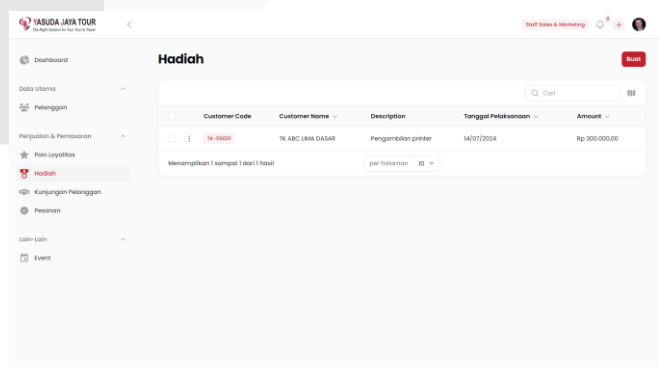 YASUDA JAYA TOUR
The Right Solution for Your Tour & Travel
Staff Sales & Marketing
0
Dashboard
Data Utama
Pelanggan
Penjualan & Pemasaran
Poin Loyalitas
Hadiah
Kunjungan Pelanggan
Pesanan
Lain-Lain
Event
Hadiah
Buat
Cari
Customer Code Customer Name Description Tanggal Pelaksanaan Amount
TK-00001 TK ABC LIMA DASAR Pengambilan printer 14/07/2024 Rp 300.000,00
Menampilkan 1 sampai 1 dari 1 hasil
per halaman 10